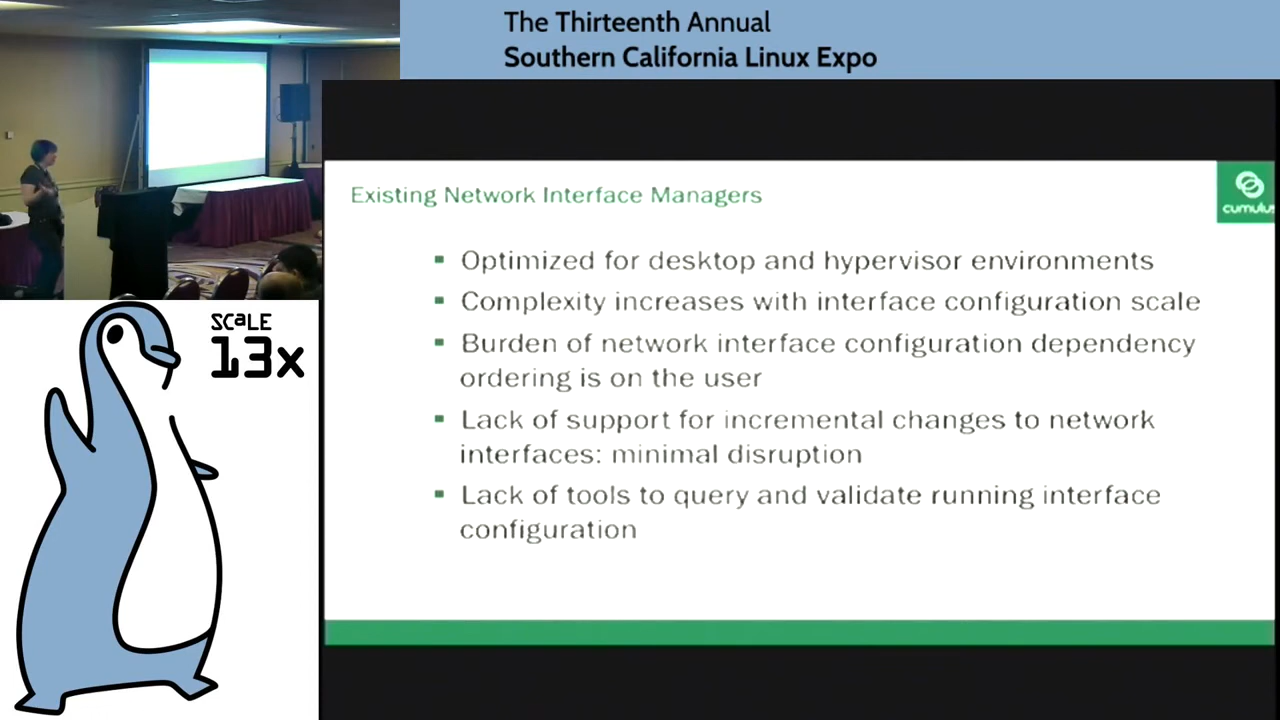 The Thirteenth Annual
Southern California Linux Expo
SCaLE
13x
Existing Network Interface Managers
cumulus
▪ Optimized for desktop and hypervisor environments
▪ Complexity increases with interface configuration scale
▪ Burden of network interface configuration dependency
ordering is on the user
▪ Lack of support for incremental changes to network
interfaces: minimal disruption
▪ Lack of tools to query and validate running interface
configuration